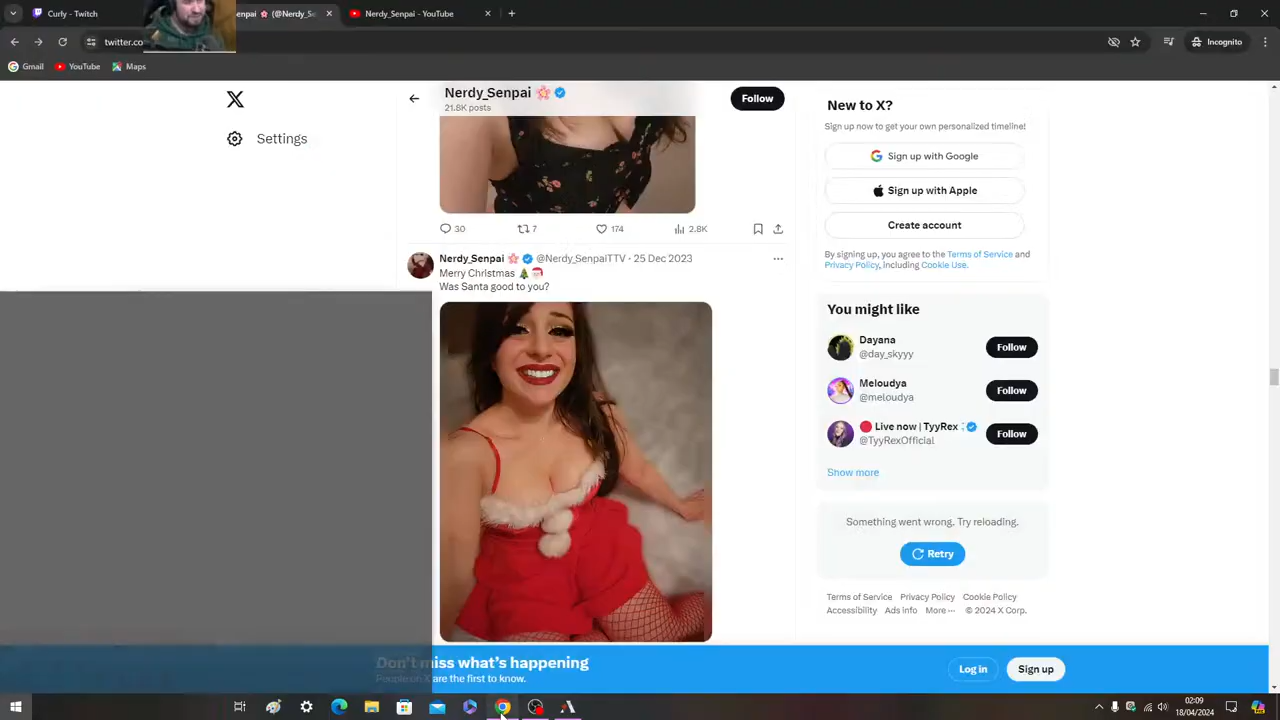 Curly - Twitch
enpai 🌸 (@Nerdy_S
Nerdy_Senpai - YouTube
twitter.co
Incognito
Gmail
YouTube
Maps
Nerdy_Senpai 🌸
21.8K posts
Follow
Settings
30
7
174
2.8K
Nerdy_Senpai 🌸 @Nerdy_SenpaiTTV · 25 Dec 2023
Merry Christmas 🎄🎅
Was Santa good to you?
New to X?
Sign up now to get your own personalized timeline!
Sign up with Google
Sign up with Apple
Create account
By signing up, you agree to the Terms of Service and
Privacy Policy, including Cookie Use.
You might like
Dayana
@day_skyyy
Follow
Meloudya
@meloudya
Follow
🔴 Live now | TyyRex :
@TyyRexOfficial
Follow
Show more
Something went wrong. Try reloading.
Retry
Terms of Service Privacy Policy Cookie Policy
Accessibility Ads info More ··· © 2024 X Corp.
Don't miss what's happening
People on X are the first to know.
Log in
Sign up
02:09
18/04/2024